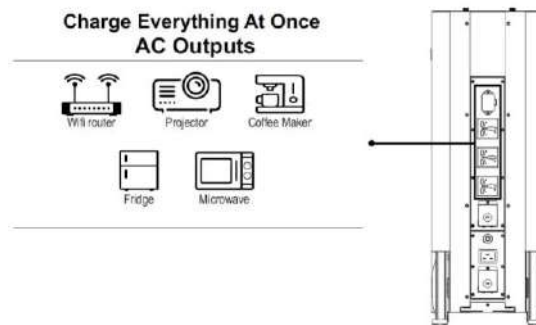 Charge Everything At Once
AC Outputs
Wifi router
Projector
Coffee Maker
Fridge
Microwave